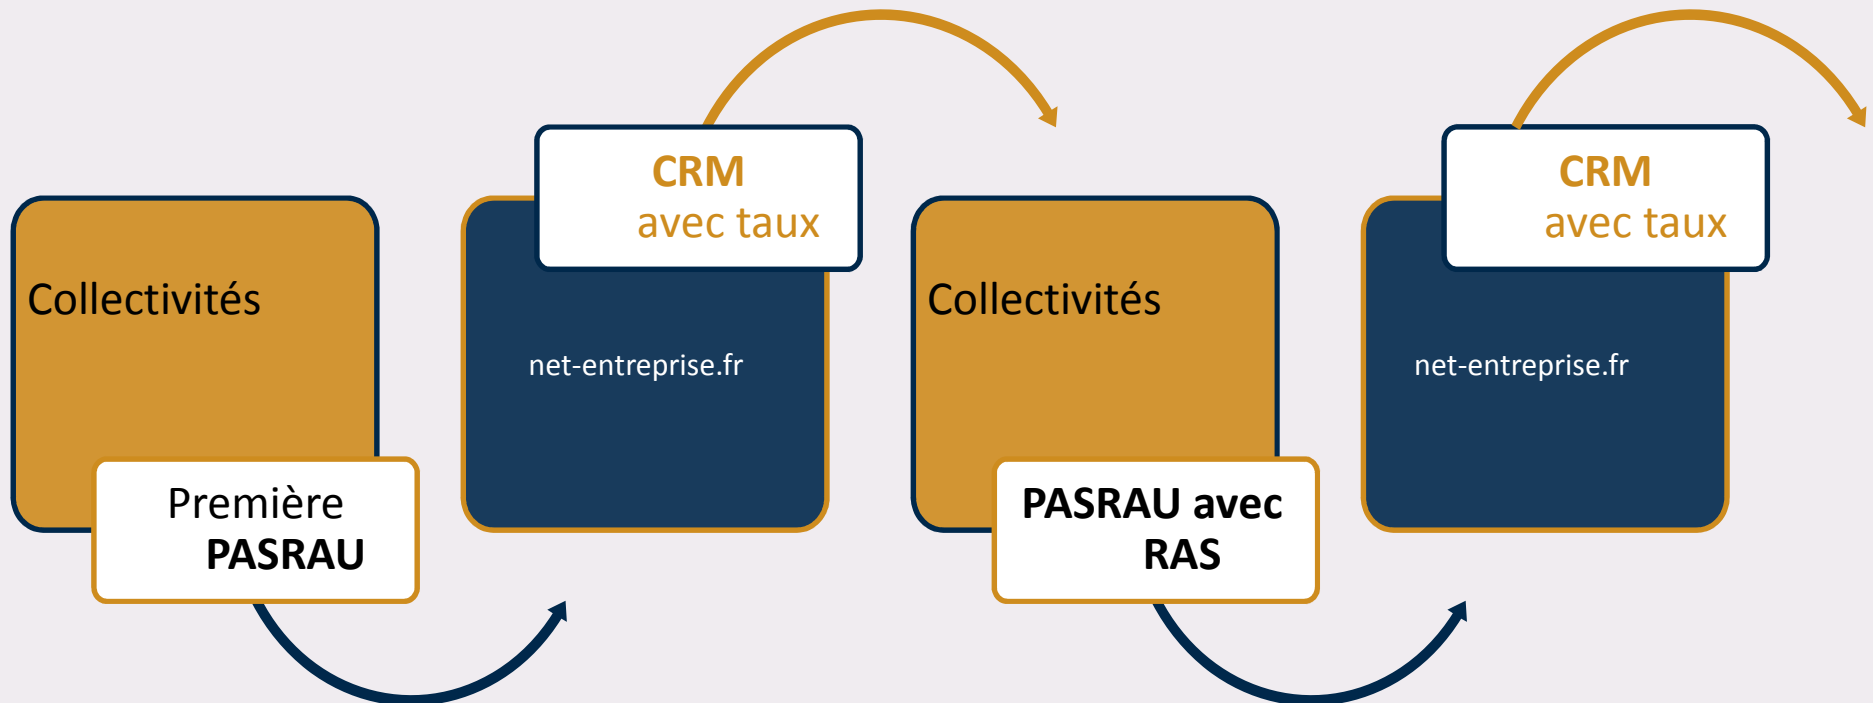 Collectivités
Première
PASRAU
CRM
avec taux
net-entreprise.fr
Collectivités
PASRAU avec
RAS
CRM
avec taux
net-entreprise.fr